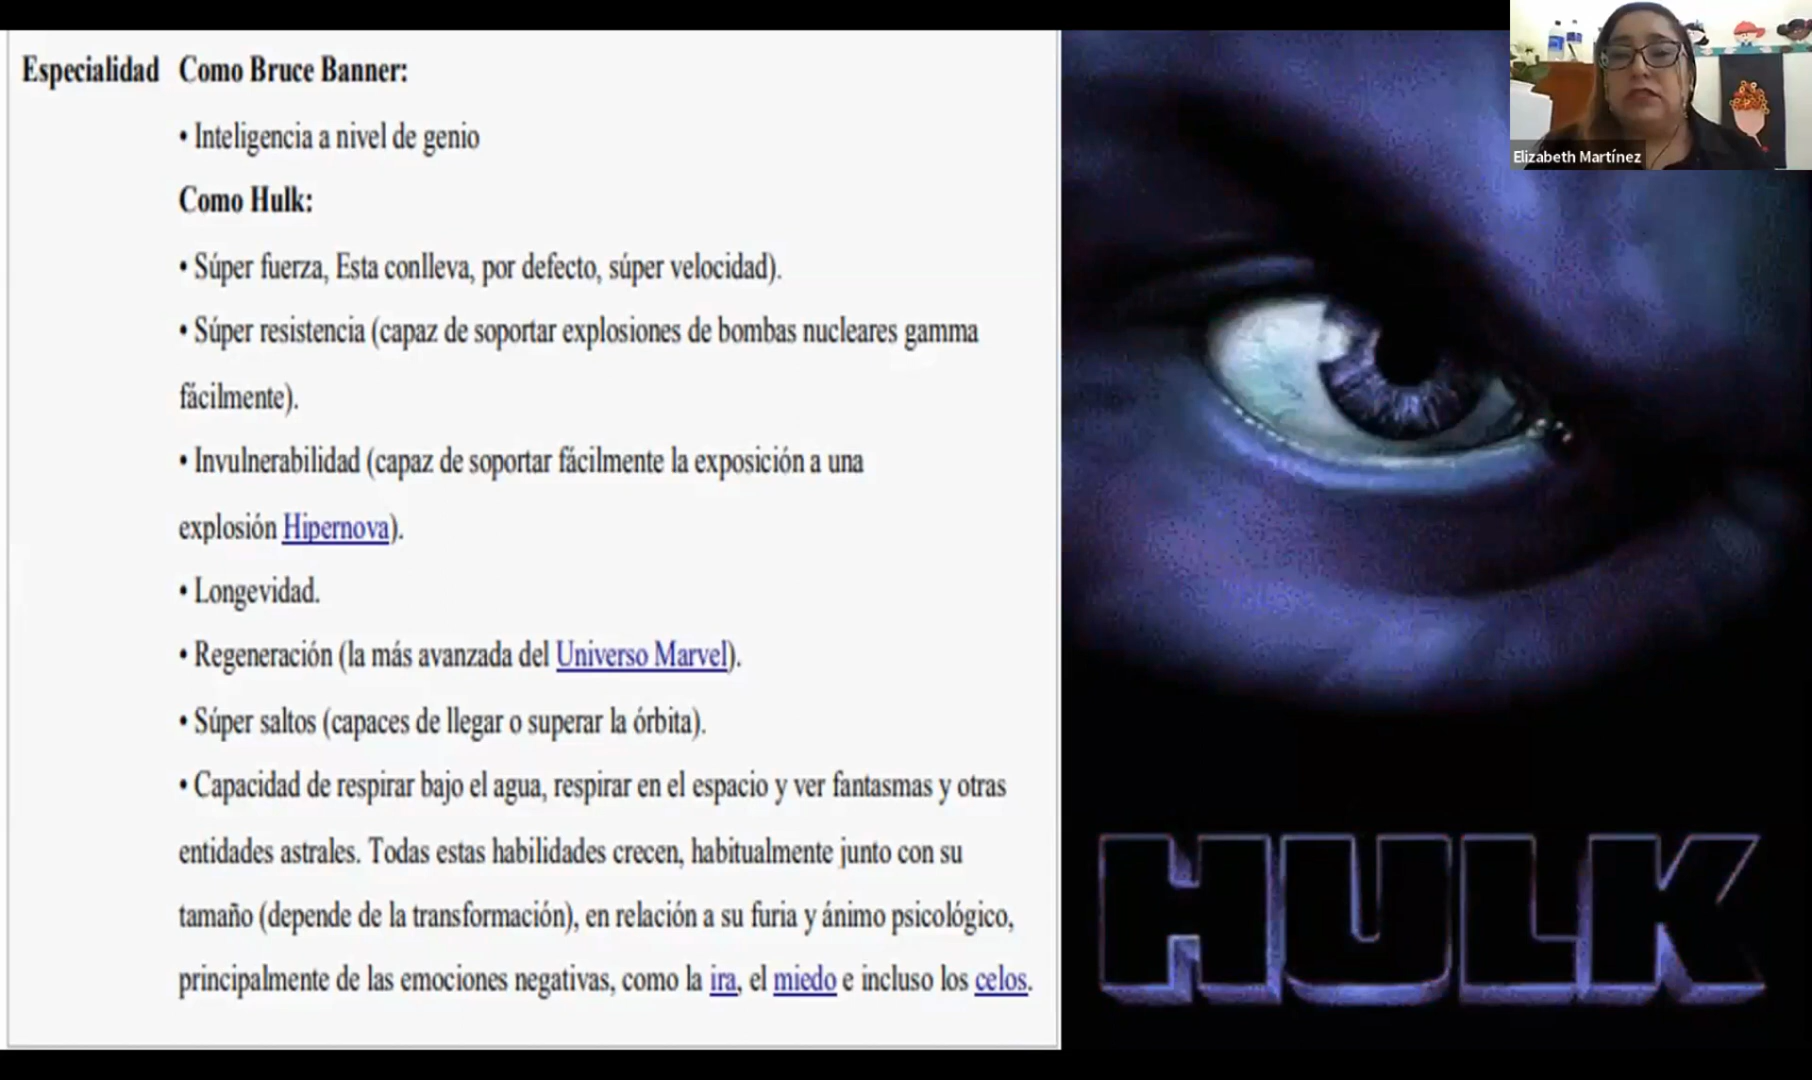 Especialidad Como Bruce Banner:
• Inteligencia a nivel de genio
Como Hulk:
• Súper fuerza, Esta conlleva, por defecto, súper velocidad).
• Súper resistencia (capaz de soportar explosiones de bombas nucleares gamma
fácilmente).
• Invulnerabilidad (capaz de soportar fácilmente la exposición a una
explosión Hipernova).
• Longevidad.
• Regeneración (la más avanzada del Universo Marvel).
• Súper saltos (capaces de llegar o superar la órbita).
• Capacidad de respirar bajo el agua, respirar en el espacio y ver fantasmas y otras
entidades astrales. Todas estas habilidades crecen, habitualmente junto con su
tamaño (depende de la transformación), en relación a su furia y ánimo psicológico,
principalmente de las emociones negativas, como la ira, el miedo e incluso los celos.
Elizabeth Martínez
HULK